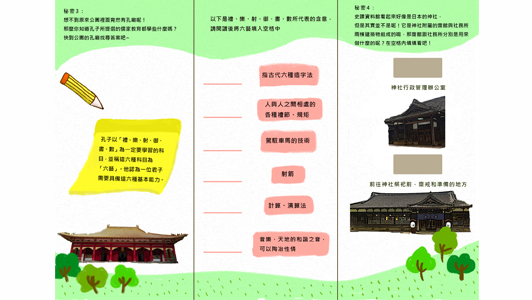 秘密3：
想不到原來公園裡面竟然有孔廟呢！
那麼你知道孔子所提倡的儒家教育都學些什麼嗎？
快到公園的孔廟找尋答案吧~
孔子以「禮、樂、射、御、
書、數」為一定要學習的科
目，並稱這六種科目為
「六藝」，他認為一位君子
需要具備這六種基本能力。
以下是禮、樂、射、御、書、數所代表的含意，
請閱讀後將六藝填入空格中
指古代六種造字法
人與人之間相處的
各種禮節、規矩
駕馭車馬的技術
射箭
計算、演算法
音樂，天地的和諧之音，
可以陶冶性情
秘密4：
史蹟資料館看起來好像是日本的神社，
但是其實並不是呢！它是神社附屬的齋館與社務所
兩棟建築物組成的喔，那齋館跟社務所分別是用來
做什麼的呢？在空格內填填看吧！
神社行政管理辦公室
前往神社祭祀前，齋戒和準備的地方